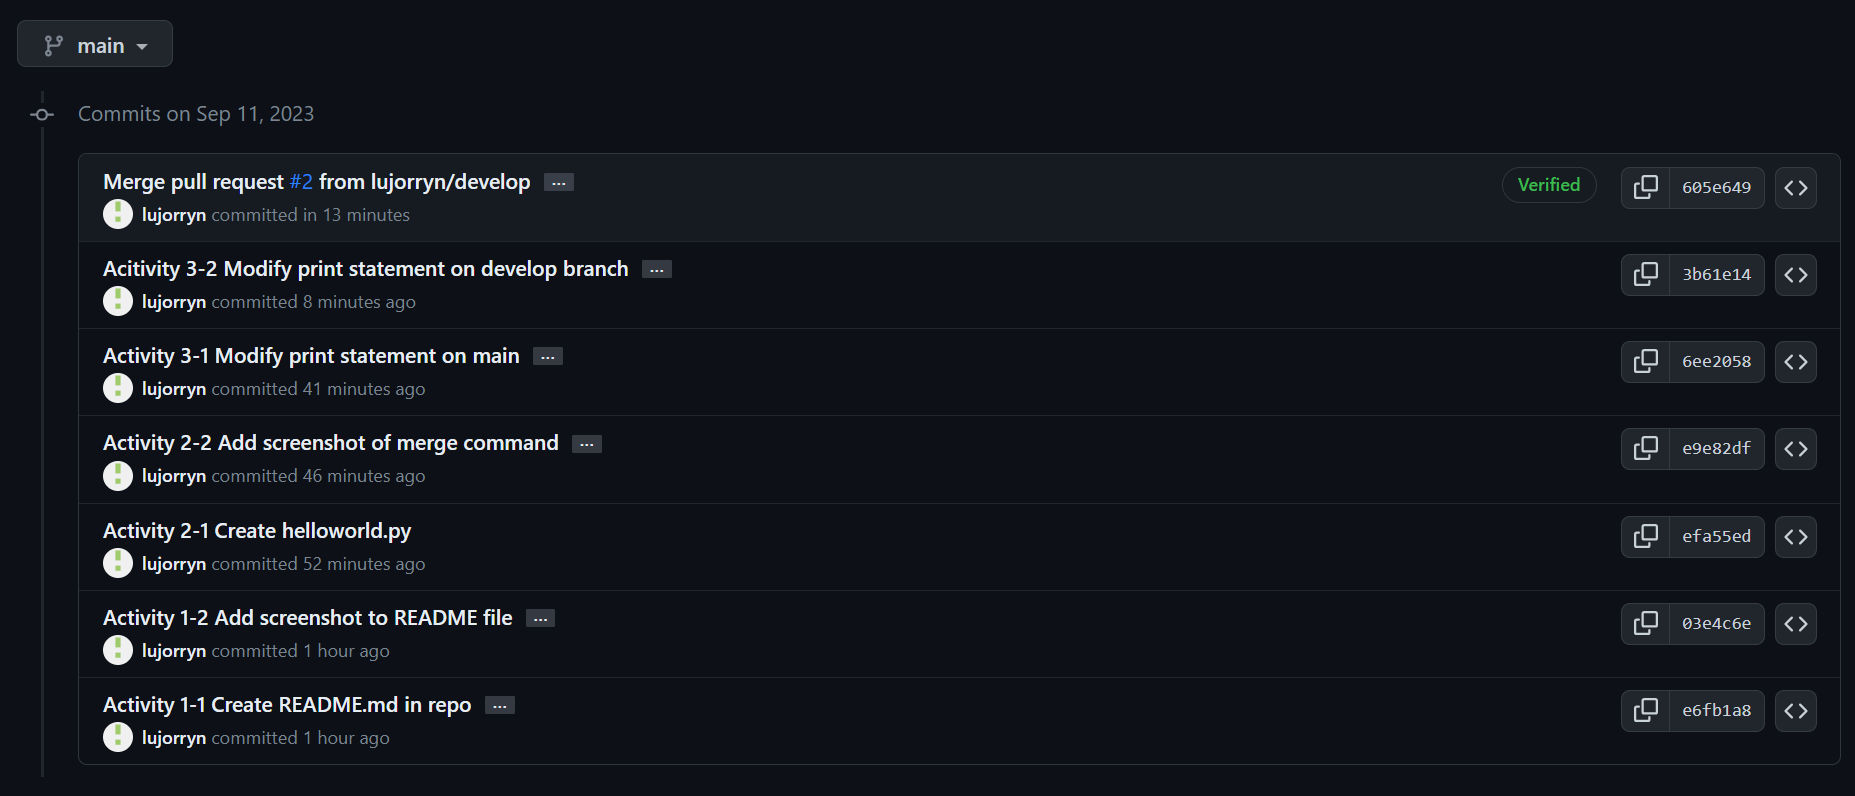 main
Commits on Sep 11, 2023
Merge pull request #2 from lujorryn/develop ...
Verified
605e649
lujorryn committed in 13 minutes
Acitivity 3-2 Modify print statement on develop branch ...
3b61e14
lujorryn committed 8 minutes ago
Activity 3-1 Modify print statement on main ...
6ee2058
lujorryn committed 41 minutes ago
Activity 2-2 Add screenshot of merge command ...
e9e82df
lujorryn committed 46 minutes ago
Activity 2-1 Create helloworld.py
efa55ed
lujorryn committed 52 minutes ago
Activity 1-2 Add screenshot to README file ...
03e4c6e
lujorryn committed 1 hour ago
Activity 1-1 Create README.md in repo ...
e6fb1a8
lujorryn committed 1 hour ago